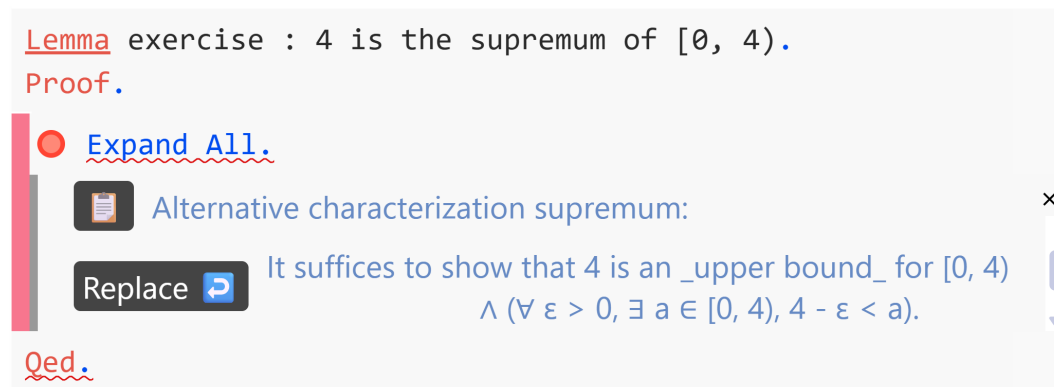 Lemma exercise : 4 is the supremum of [0, 4).
Proof.
Expand All.
Alternative characterization supremum:
Replace It suffices to show that 4 is an _upper bound_ for [0, 4)
∧ (∀ ε > 0, ∃ a ∈ [0, 4), 4 - ε < a).
Qed.